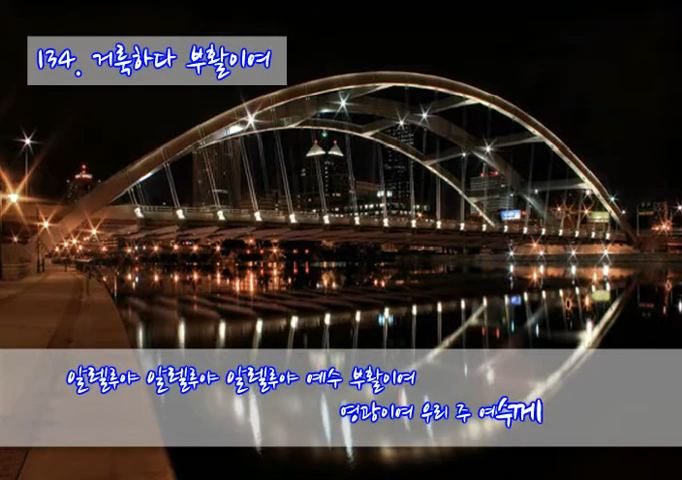 134. 거룩하다 부활이여
알렐루야 알렐루야 알렐루야 예수 부활이여
영광이여 우리 주 예수께